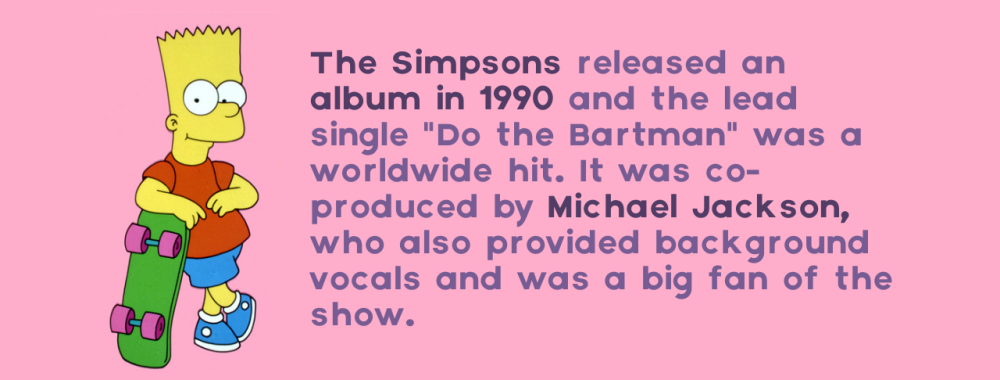 The Simpsons released an
album in 1990 and the lead
single "Do the Bartman" was a
worldwide hit. It was co-
produced by Michael Jackson,
who also provided background
vocals and was a big fan of the
show.